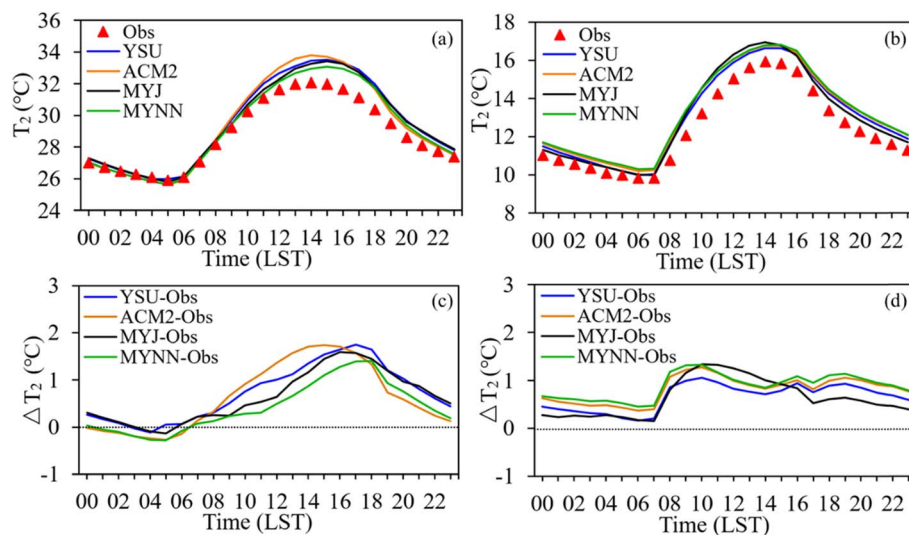 (a)
Obs
YSU
ACM2
MYJ
MYNN
T2 (°C)
36
34
32
30
28
26
24
00 02 04 06 08 10 12 14 16 18 20 22
Time (LST)
(b)
Obs
YSU
ACM2
MYJ
MYNN
T2 (°C)
18
16
14
12
10
8
00 02 04 06 08 10 12 14 16 18 20 22
Time (LST)
(c)
YSU-Obs
ACM2-Obs
MYJ-Obs
MYNN-Obs
△T2 (°C)
3
2
1
0
-1
00 02 04 06 08 10 12 14 16 18 20 22
Time (LST)
(d)
YSU-Obs
ACM2-Obs
MYJ-Obs
MYNN-Obs
△T2 (°C)
3
2
1
0
-1
00 02 04 06 08 10 12 14 16 18 20 22
Time (LST)